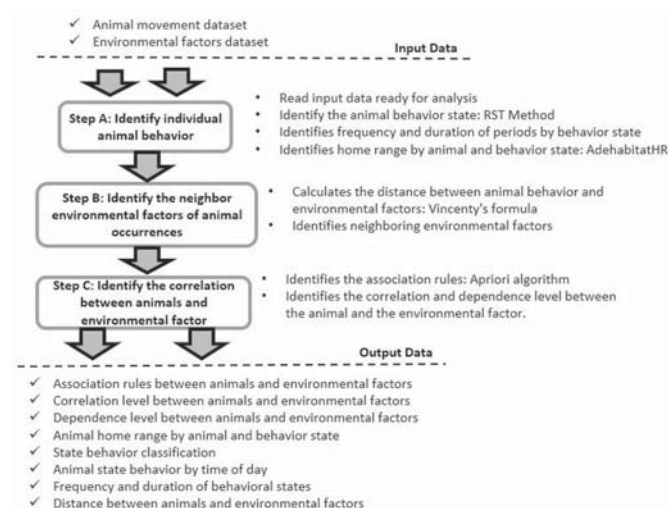 ✓ Animal movement dataset
✓ Environmental factors dataset
Input Data
Step A: Identify individual
animal behavior
• Read input data ready for analysis
• Identify the animal behavior state: RST Method
• Identifies frequency and duration of periods by behavior state
• Identifies home range by animal and behavior state: AdehabitatHR
Step B: Identify the neighbor
environmental factors of animal
occurrences
• Calculates the distance between animal behavior and
environmental factors: Vincenty's formula
• Identifies neighboring environmental factors
Step C: Identify the correlation
between animals and
environmental factor
• Identifies the association rules: Apriori algorithm
• Identifies the correlation and dependence level between
the animal and the environmental factor.
Output Data
✓ Association rules between animals and environmental factors
✓ Correlation level between animals and environmental factors
✓ Dependence level between animals and environmental factors
✓ Animal home range by animal and behavior state
✓ State behavior classification
✓ Animal state behavior by time of day
✓ Frequency and duration of behavioral states
✓ Distance between animals and environmental factors